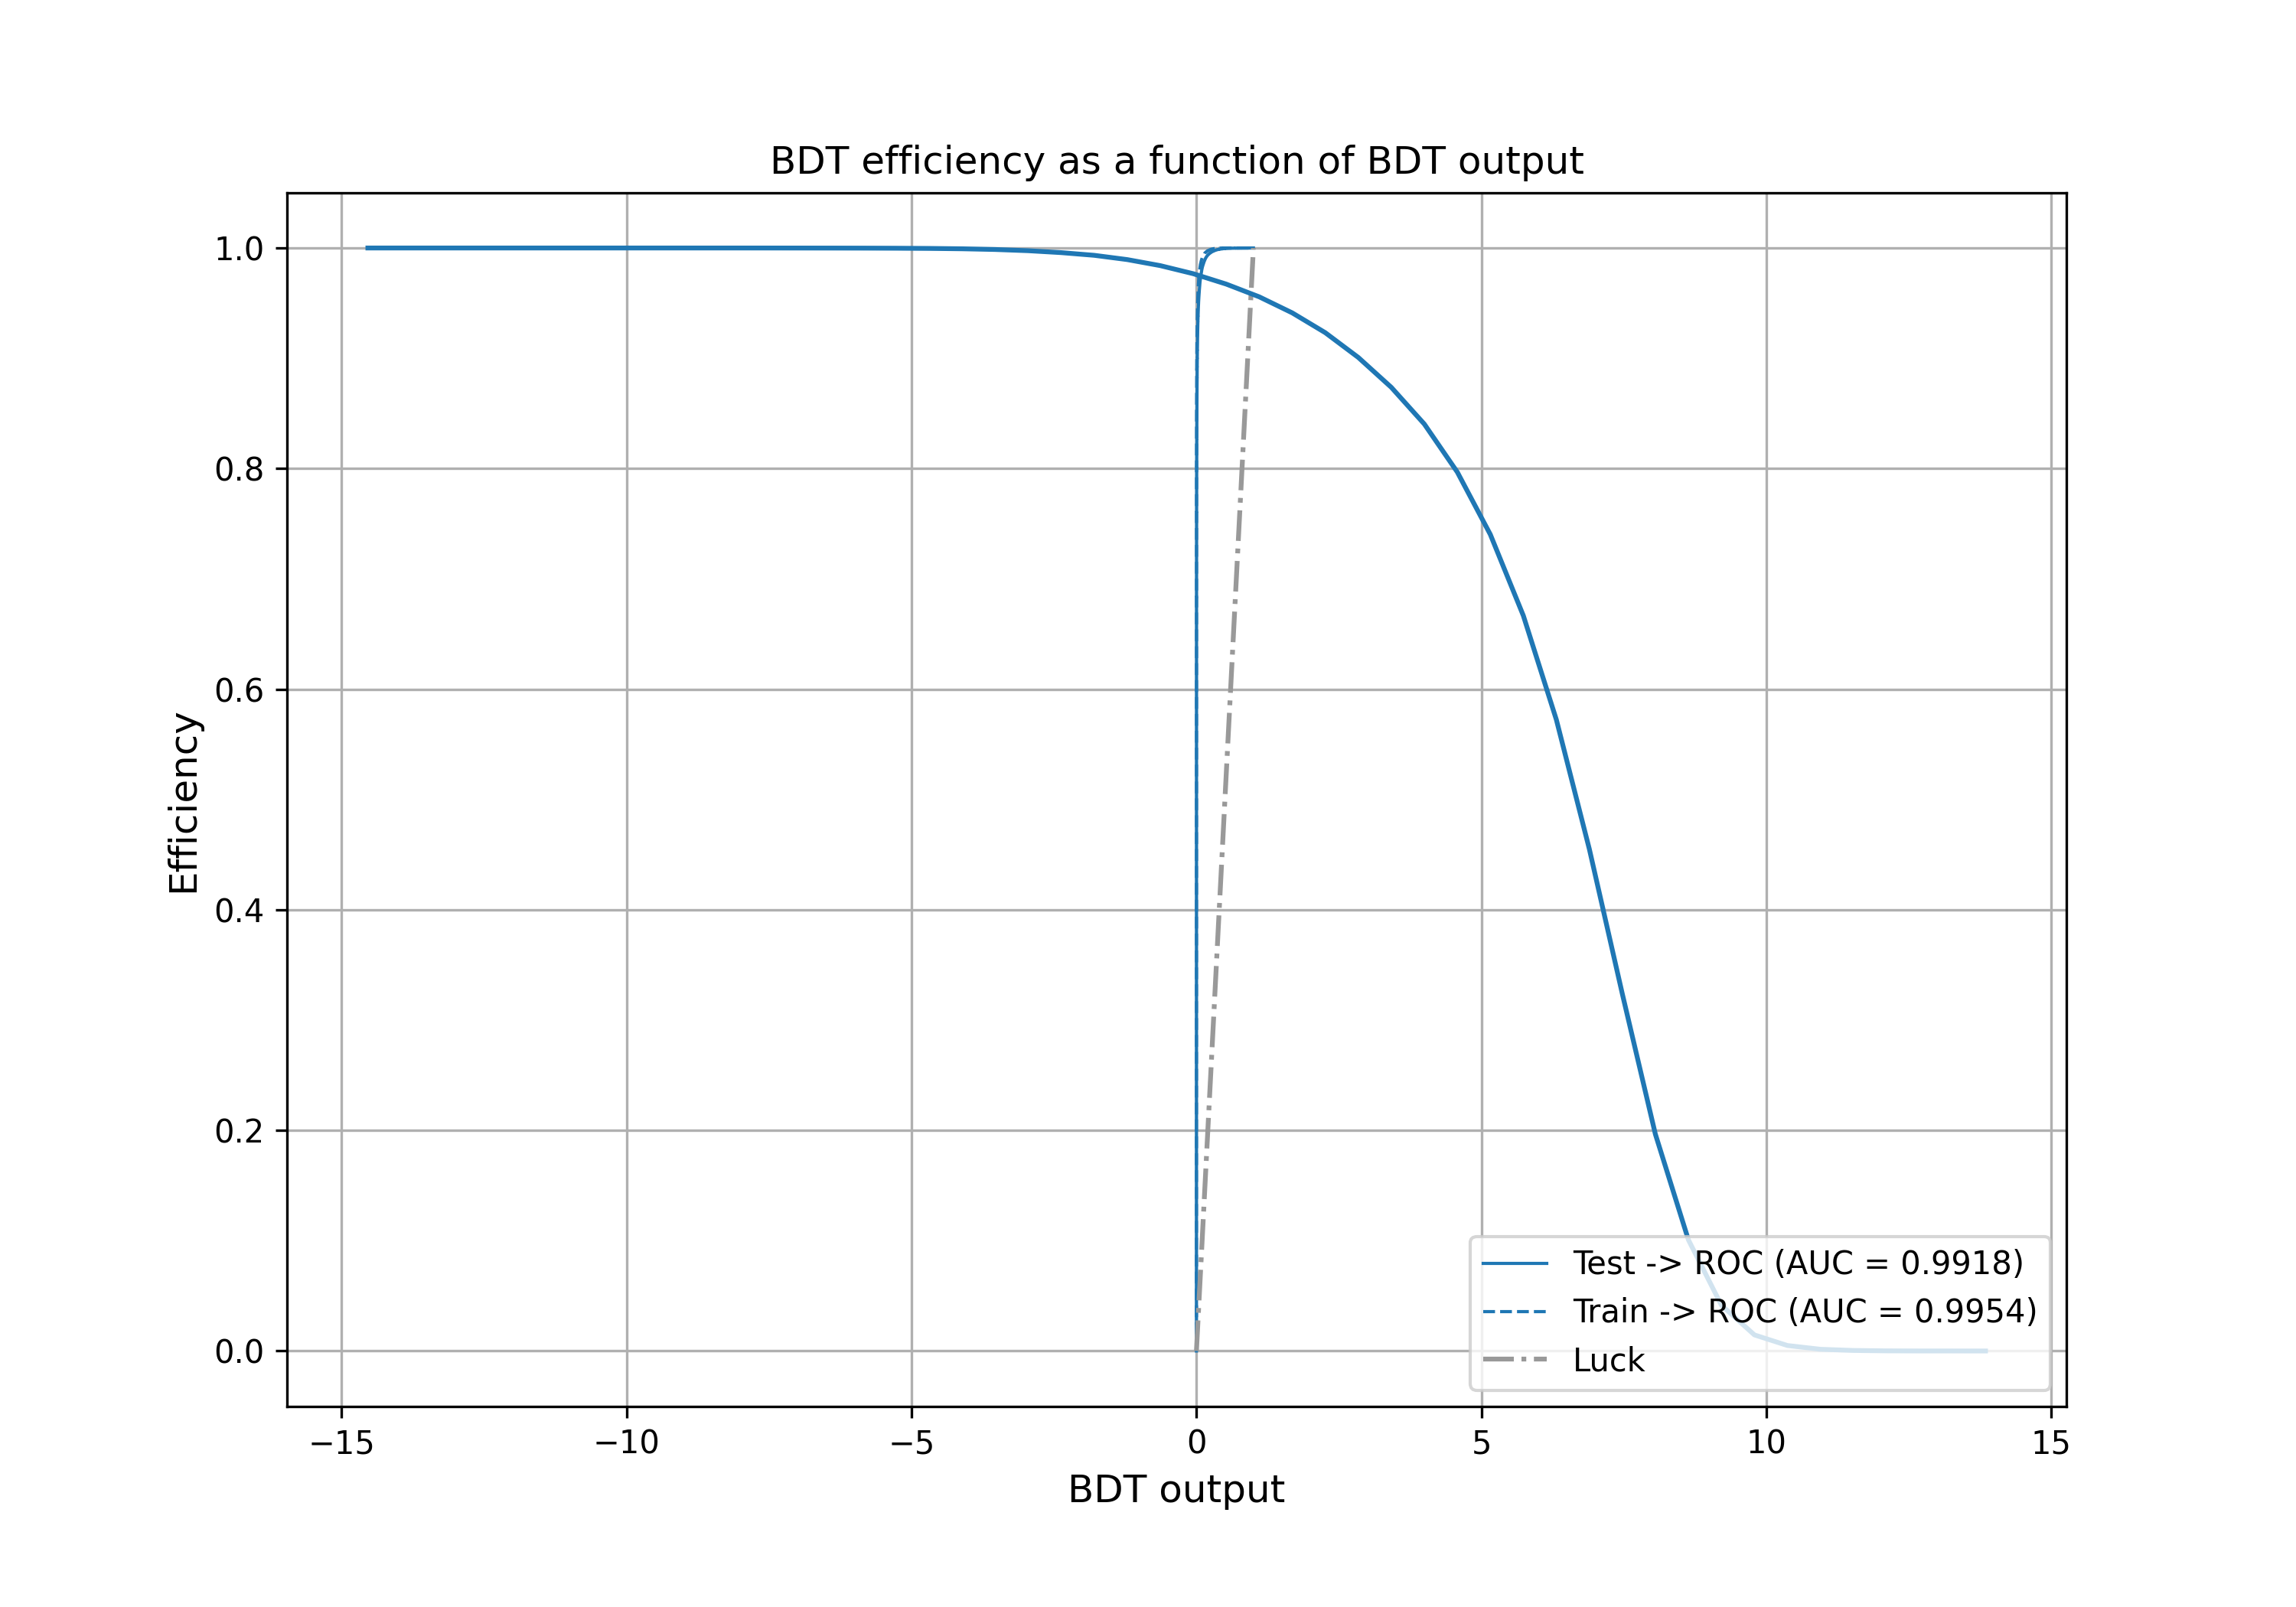 BDT efficiency as a function of BDT output
1.0
0.8
0.6
0.4
0.2
0.0
Efficiency
Test -> ROC (AUC = 0.9918)
Train -> ROC (AUC = 0.9954)
Luck
−15 −10 −5 0 5 10 15
BDT output